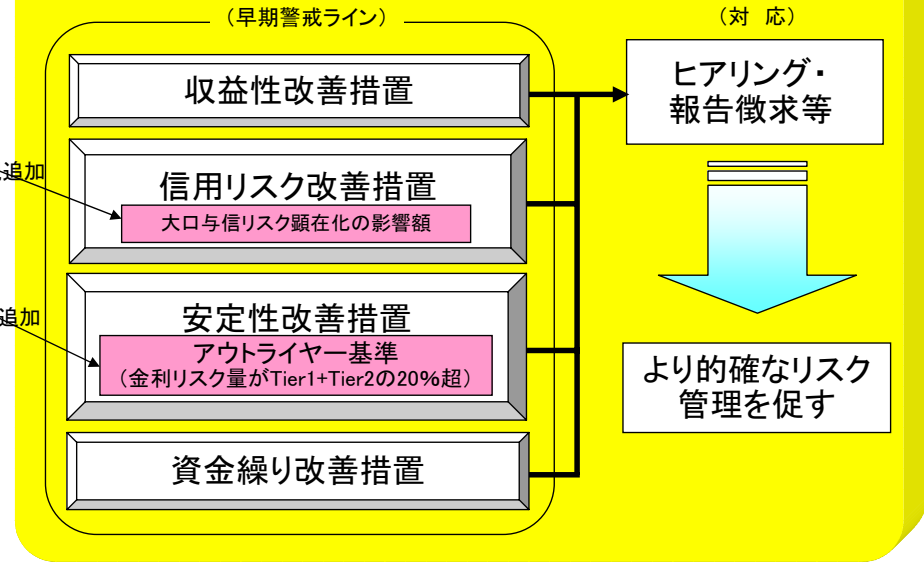 （早期警戒ライン）
（対　応）
収益性改善措置
ヒアリング・
報告徴求等
追加
信用リスク改善措置
大口与信リスク顕在化の影響額
追加
安定性改善措置
アウトライヤー基準
（金利リスク量がTier1+Tier2の20%超）
より的確なリスク
管理を促す
資金繰り改善措置